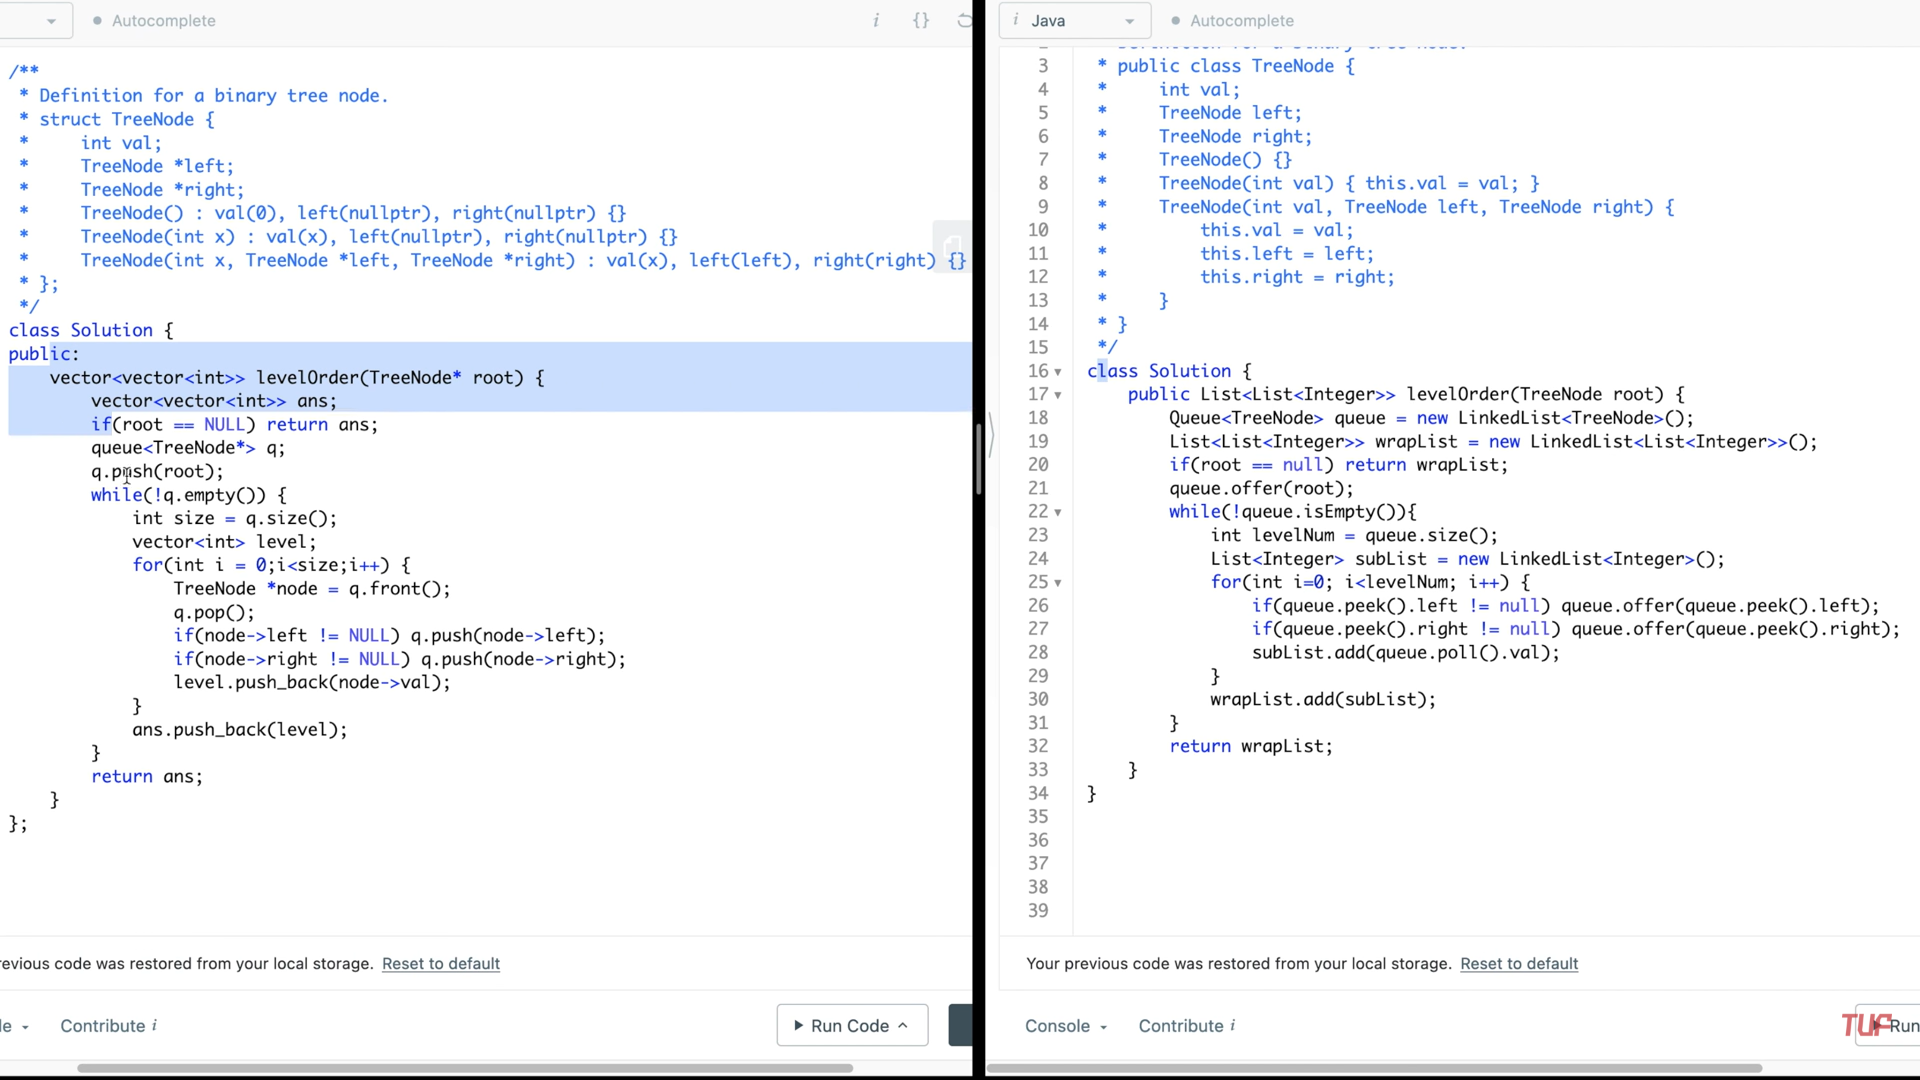 Autocomplete
i {}
/**
* Definition for a binary tree node.
* struct TreeNode {
*     int val;
*     TreeNode *left;
*     TreeNode *right;
*     TreeNode() : val(0), left(nullptr), right(nullptr) {}
*     TreeNode(int x) : val(x), left(nullptr), right(nullptr) {}
*     TreeNode(int x, TreeNode *left, TreeNode *right) : val(x), left(left), right(right) {}
* };
*/
class Solution {
public:
    vector<vector<int>> levelOrder(TreeNode* root) {
        vector<vector<int>> ans;
        if(root == NULL) return ans;
        queue<TreeNode*> q;
        q.push(root);
        while(!q.empty()) {
            int size = q.size();
            vector<int> level;
            for(int i = 0;i<size;i++) {
                TreeNode *node = q.front();
                q.pop();
                if(node->left != NULL) q.push(node->left);
                if(node->right != NULL) q.push(node->right);
                level.push_back(node->val);
            }
            ans.push_back(level);
        }
        return ans;
    }
};
evious code was restored from your local storage. Reset to default
le Contribute i
Run Code
i Java Autocomplete
2 * Definition for a binary tree node.
3 * public class TreeNode {
4 *     int val;
5 *     TreeNode left;
6 *     TreeNode right;
7 *     TreeNode() {}
8 *     TreeNode(int val) { this.val = val; }
9 *     TreeNode(int val, TreeNode left, TreeNode right) {
10 *         this.val = val;
11 *         this.left = left;
12 *         this.right = right;
13 *     }
14 * }
15 */
16 class Solution {
17     public List<List<Integer>> levelOrder(TreeNode root) {
18         Queue<TreeNode> queue = new LinkedList<TreeNode>();
19         List<List<Integer>> wrapList = new LinkedList<List<Integer>>();
20         if(root == null) return wrapList;
21         queue.offer(root);
22         while(!queue.isEmpty()){
23             int levelNum = queue.size();
24             List<Integer> subList = new LinkedList<Integer>();
25             for(int i=0; i<levelNum; i++) {
26                 if(queue.peek().left != null) queue.offer(queue.peek().left);
27                 if(queue.peek().right != null) queue.offer(queue.peek().right);
28                 subList.add(queue.poll().val);
29             }
30             wrapList.add(subList);
31         }
32         return wrapList;
33     }
34 }
35
36
37
38
39
Your previous code was restored from your local storage. Reset to default
Console Contribute i
TUF Run